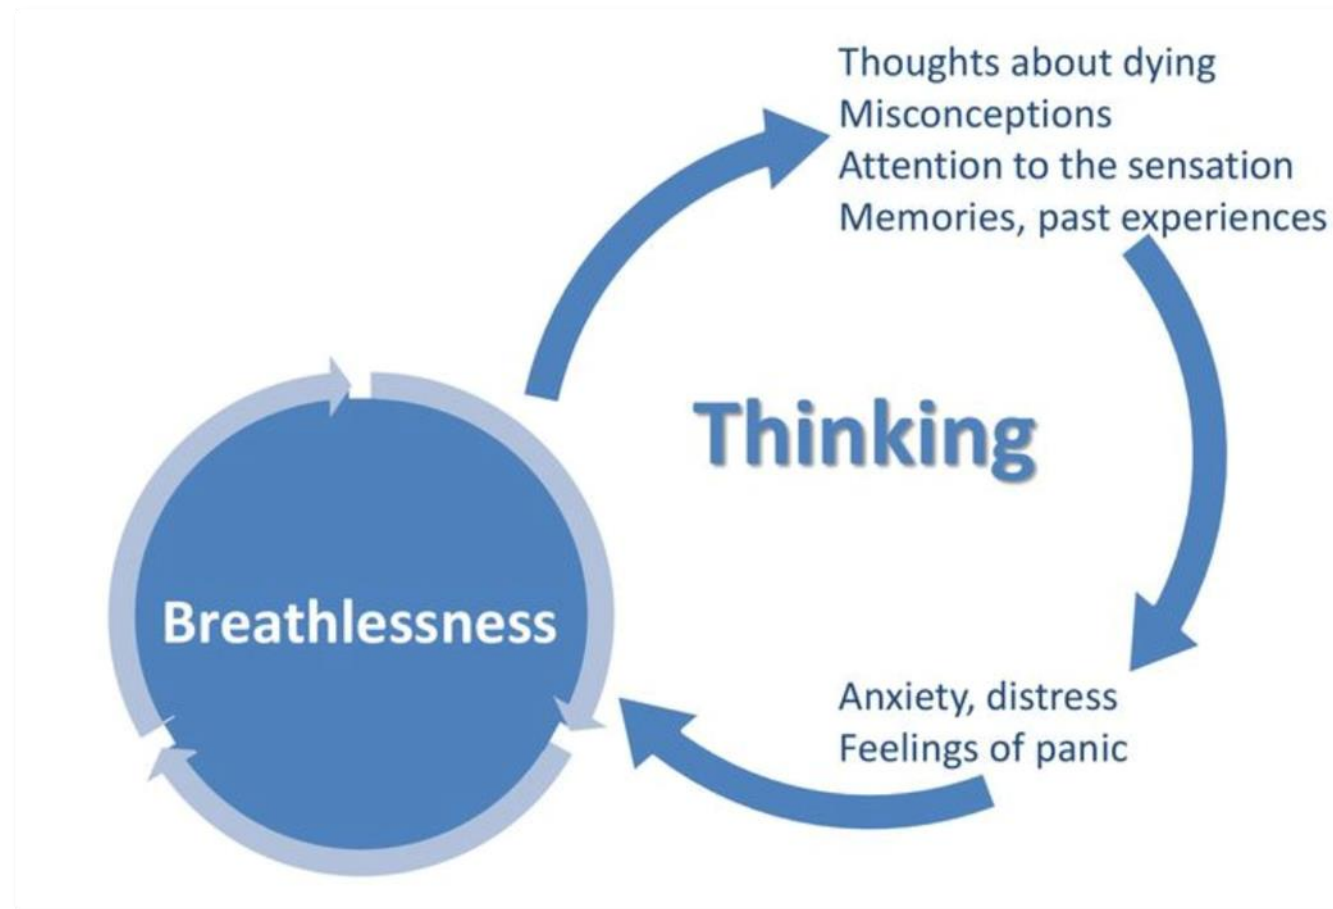 Thoughts about dying
Misconceptions
Attention to the sensation
Memories, past experiences
Thinking
Breathlessness
Anxiety, distress
Feelings of panic